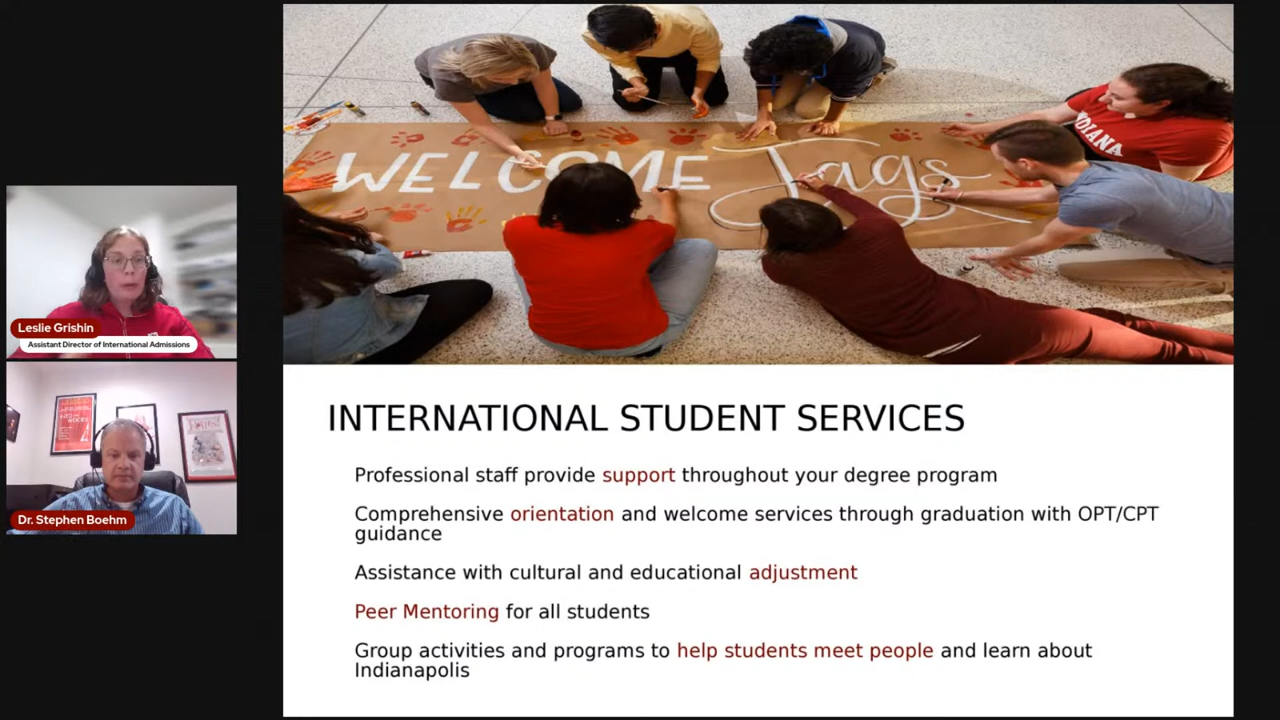 WELCOME Jags
INDIANA
Leslie Grishin
Assistant Director of International Admissions
Dr. Stephen Boehm
INTERNATIONAL STUDENT SERVICES
Professional staff provide support throughout your degree program
Comprehensive orientation and welcome services through graduation with OPT/CPT
guidance
Assistance with cultural and educational adjustment
Peer Mentoring for all students
Group activities and programs to help students meet people and learn about
Indianapolis